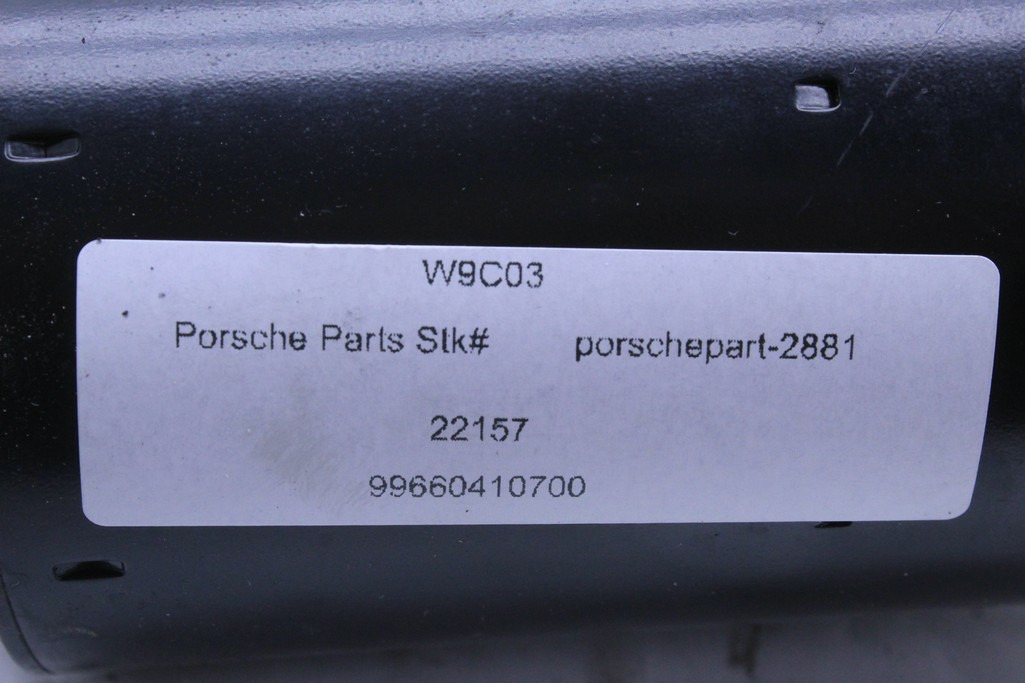 W9C03
Porsche Parts Stk# porschepart-2881
22157
99660410700